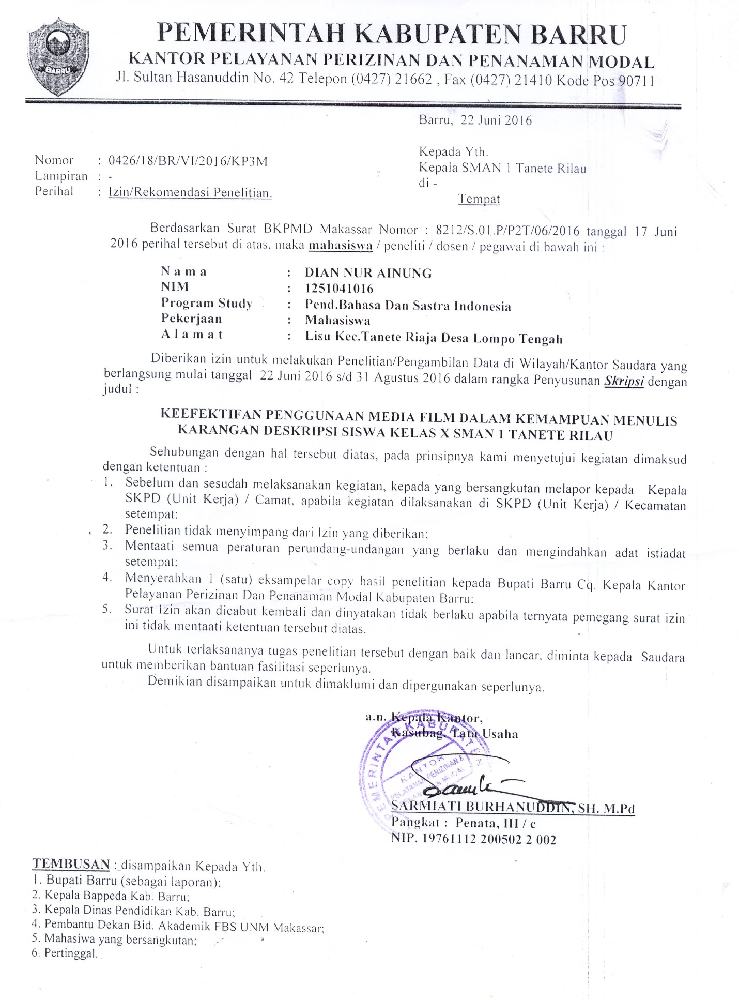 BARRU
PEMERINTAH KABUPATEN BARRU
KANTOR PELAYANAN PERIZINAN DAN PENANAMAN MODAL
Jl. Sultan Hasanuddin No. 42 Telepon (0427) 21662 , Fax (0427) 21410 Kode Pos 90711
Barru, 22 Juni 2016
Nomor : 0426/18/BR/VI/2016/KP3M
Lampiran : -
Perihal : Izin/Rekomendasi Penelitian.
Kepada Yth.
Kepala SMAN 1 Tanete Rilau
di -
Tempat
Berdasarkan Surat BKPMD Makassar Nomor : 8212/S.01.P/P2T/06/2016 tanggal 17 Juni
2016 perihal tersebut di atas, maka mahasiswa / peneliti / dosen / pegawai di bawah ini :
N a m a : DIAN NUR AINUNG
NIM : 1251041016
Program Study : Pend.Bahasa Dan Sastra Indonesia
Pekerjaan : Mahasiswa
A l a m a t : Lisu Kec.Tanete Riaja Desa Lompo Tengah
Diberikan izin untuk melakukan Penelitian/Pengambilan Data di Wilayah/Kantor Saudara yang
berlangsung mulai tanggal 22 Juni 2016 s/d 31 Agustus 2016 dalam rangka Penyusunan Skripsi dengan
judul :
KEEFEKTIFAN PENGGUNAAN MEDIA FILM DALAM KEMAMPUAN MENULIS
KARANGAN DESKRIPSI SISWA KELAS X SMAN 1 TANETE RILAU
Sehubungan dengan hal tersebut diatas, pada prinsipnya kami menyetujui kegiatan dimaksud
dengan ketentuan :
1. Sebelum dan sesudah melaksanakan kegiatan, kepada yang bersangkutan melapor kepada Kepala
SKPD (Unit Kerja) / Camat, apabila kegiatan dilaksanakan di SKPD (Unit Kerja) / Kecamatan
setempat;
2. Penelitian tidak menyimpang dari Izin yang diberikan;
3. Mentaati semua peraturan perundang-undangan yang berlaku dan mengindahkan adat istiadat
setempat;
4. Menyerahkan 1 (satu) eksampelar copy hasil penelitian kepada Bupati Barru Cq. Kepala Kantor
Pelayanan Perizinan Dan Penanaman Modal Kabupaten Barru;
5. Surat izin akan dicabut kembali dan dinyatakan tidak berlaku apabila ternyata pemegang surat izin
ini tidak mentaati ketentuan tersebut diatas.
Untuk terlaksananya tugas penelitian tersebut dengan baik dan lancar, diminta kepada Saudara
untuk memberikan bantuan fasilitasi seperlunya.
Demikian disampaikan untuk dimaklumi dan dipergunakan seperlunya.
a.n. Kepala Kantor,
Kasubag. Tata Usaha
PEMERINTAH KABUPATEN
KANTOR
PELAYANAN PERIZINAN &
PENANAMAN MODAL
SARMIATI BURHANUDDIN, SH. M.Pd
Pangkat : Penata, III / c
NIP. 19761112 200502 2 002
TEMBUSAN : disampaikan Kepada Yth.
1. Bupati Barru (sebagai laporan);
2. Kepala Bappeda Kab. Barru;
3. Kepala Dinas Pendidikan Kab. Barru;
4. Pembantu Dekan Bid. Akademik FBS UNM Makassar;
5. Mahasiwa yang bersangkutan;
6. Pertinggal.